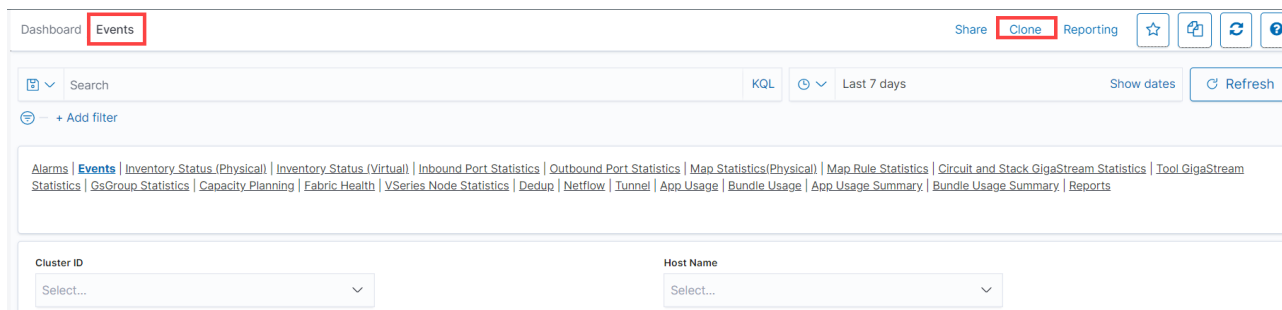 Dashboard Events Share Clone Reporting
Search KQL Last 7 days Show dates Refresh
+ Add filter
Alarms | Events | Inventory Status (Physical) | Inventory Status (Virtual) | Inbound Port Statistics | Outbound Port Statistics | Map Statistics(Physical) | Map Rule Statistics | Circuit and Stack GigaStream Statistics | Tool GigaStream
Statistics | GsGroup Statistics | Capacity Planning | Fabric Health | VSeries Node Statistics | Dedup | Netflow | Tunnel | App Usage | Bundle Usage | App Usage Summary | Bundle Usage Summary | Reports
Cluster ID Host Name
Select... Select...